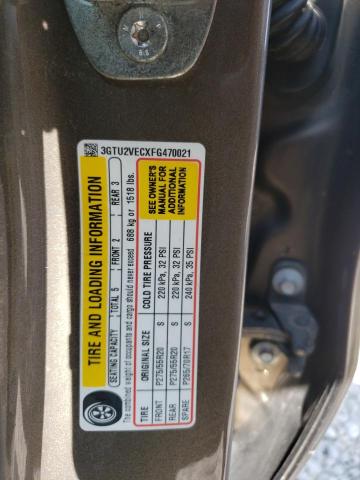 3GTU2VECXFG470021
TIRE AND LOADING INFORMATION
SEATING CAPACITY TOTAL 5 FRONT 2 REAR 3
The combined weight of occupants and cargo should never exceed 688 kg or 1518 lbs.
TIRE ORIGINAL SIZE COLD TIRE PRESSURE
FRONT P275/55R20 S 220 kPa, 32 PSI
REAR P275/55R20 S 220 kPa, 32 PSI
SPARE P265/70R17 S 240 kPa, 35 PSI
SEE OWNER'S
MANUAL FOR
ADDITIONAL
INFORMATION